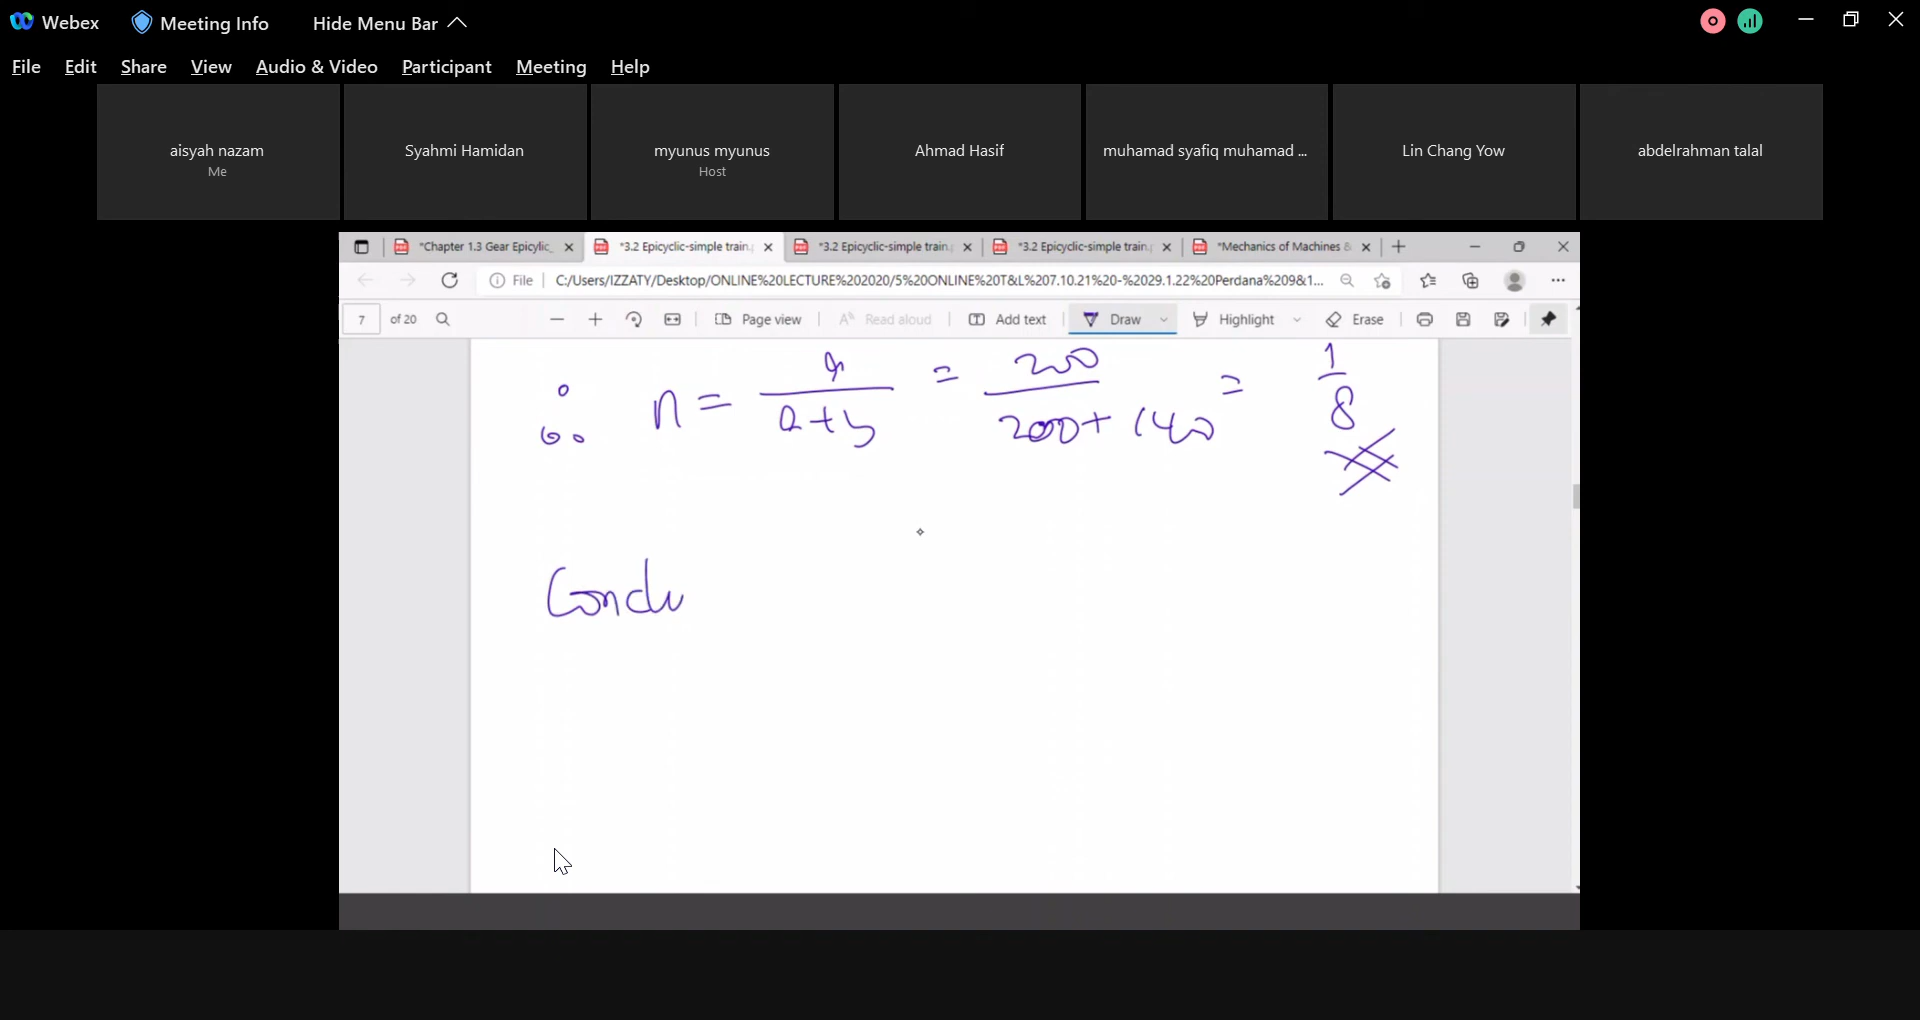 Webex Meeting Info Hide Menu Bar
File Edit Share View Audio & Video Participant Meeting Help
aisyah nazam
Me
Syahmi Hamidan
myunus myunus
Host
Ahmad Hasif
muhamad syafiq muhamad ...
Lin Chang Yow
abdelrahman talal
*Chapter 1.3 Gear Epicylic_ *3.2 Epicyclic-simple train. *3.2 Epicyclic-simple train. *3.2 Epicyclic-simple train. *Mechanics of Machines &
File C:/Users/IZZATY/Desktop/ONLINE%20LECTURE%202020/5%20ONLINE%20T&L%207.10.21%20-%2029.1.22%20Perdana%209&1...
7 of 20 Page view Read aloud Add text Draw Highlight Erase
∴ n = / a+b = 200 / 200+140 = 1/8
Conclu